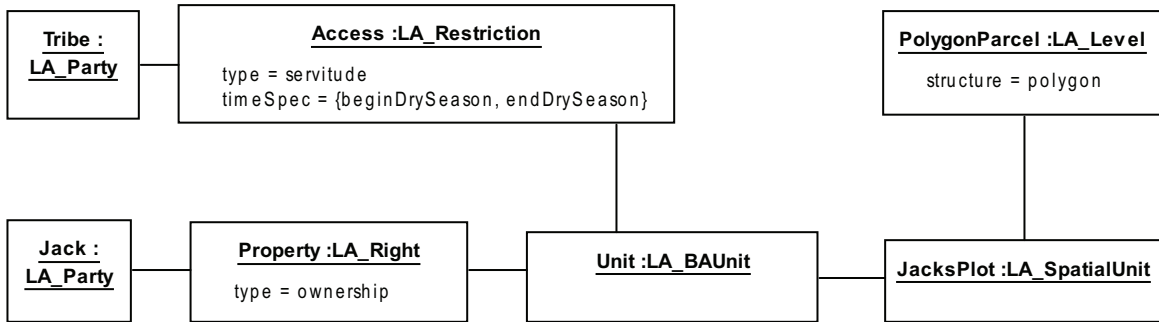 Tribe :
LA_Party
Access :LA_Restriction
type = servitude
timeSpec = {beginDrySeason, endDrySeason}
PolygonParcel :LA_Level
structure = polygon
Jack :
LA_Party
Property :LA_Right
type = ownership
Unit :LA_BAUnit
JacksPlot :LA_SpatialUnit